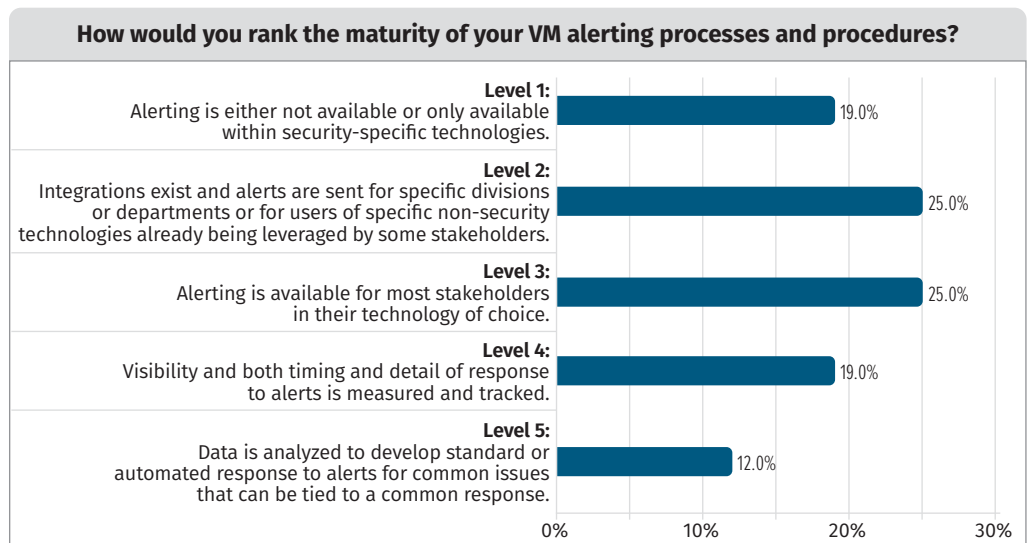 How would you rank the maturity of your VM alerting processes and procedures?
Level 1:
Alerting is either not available or only available
within security-specific technologies.
19.0%
Level 2:
Integrations exist and alerts are sent for specific divisions
or departments or for users of specific non-security
technologies already being leveraged by some stakeholders.
25.0%
Level 3:
Alerting is available for most stakeholders
in their technology of choice.
25.0%
Level 4:
Visibility and both timing and detail of response
to alerts is measured and tracked.
19.0%
Level 5:
Data is analyzed to develop standard or
automated response to alerts for common issues
that can be tied to a common response.
12.0%
0% 10% 20% 30%